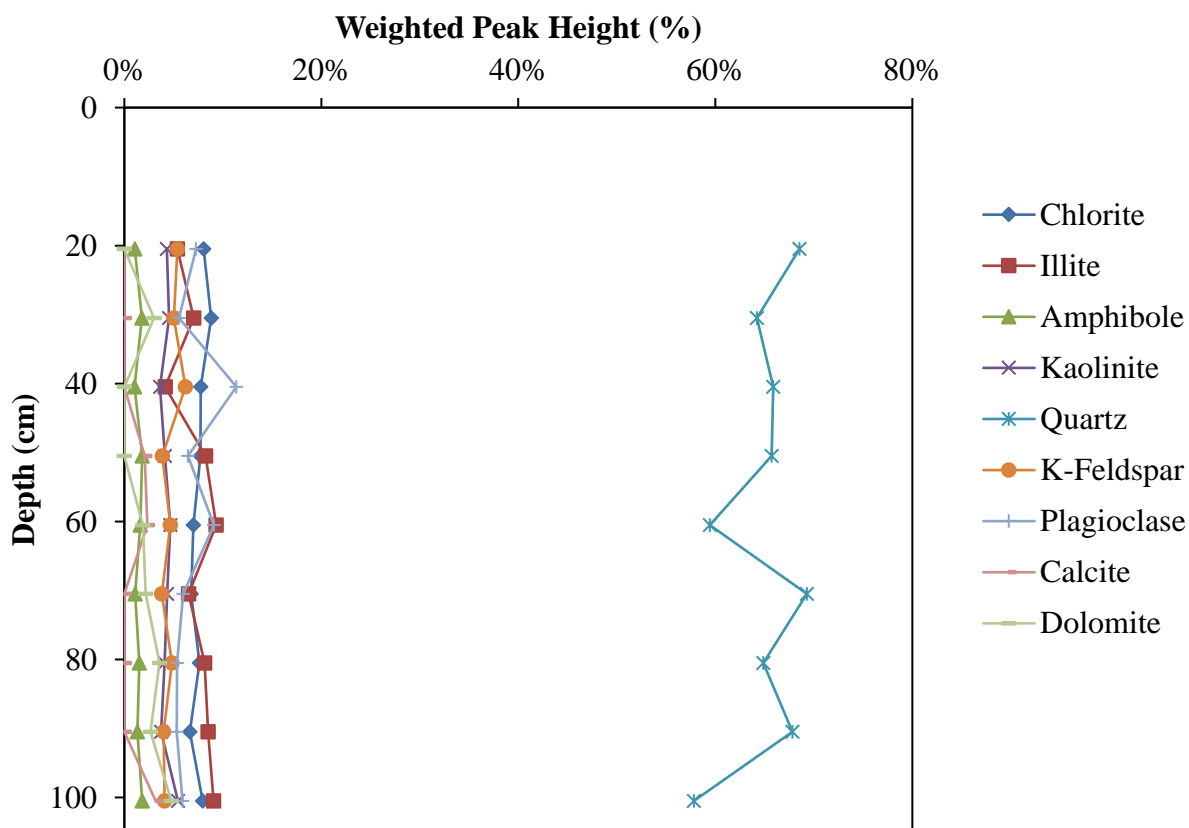 Weighted Peak Height (%)
0% 20% 40% 60% 80%
0
20
40
60
80
100
Depth (cm)
Chlorite
Illite
Amphibole
Kaolinite
Quartz
K-Feldspar
Plagioclase
Calcite
Dolomite